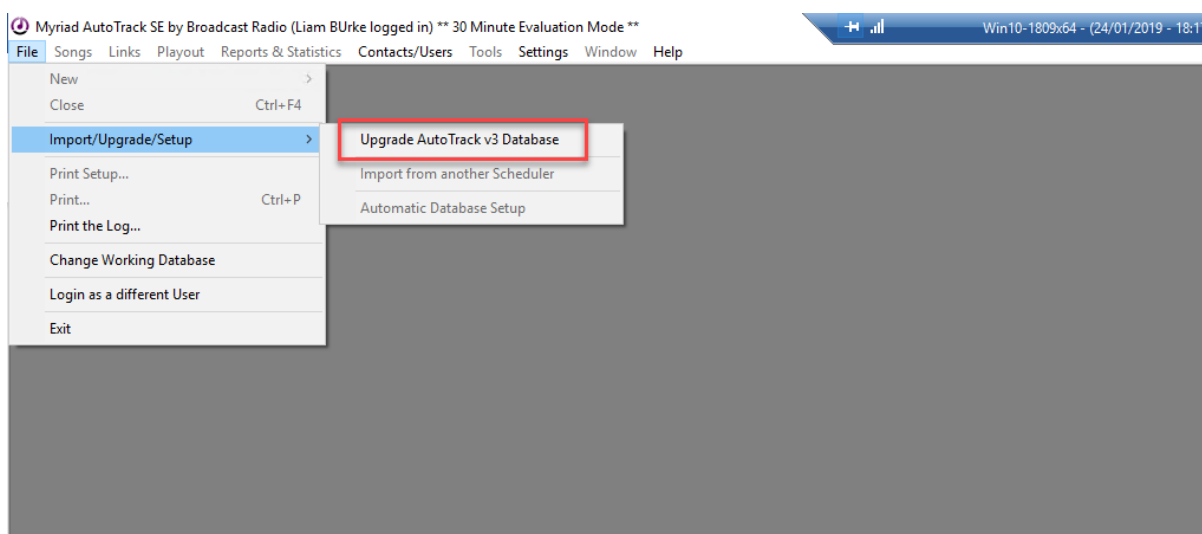 Myriad AutoTrack SE by Broadcast Radio (Liam BUrke logged in) ** 30 Minute Evaluation Mode **
Win10-1809x64 - (24/01/2019 - 18:1
File Songs Links Playout Reports & Statistics Contacts/Users Tools Settings Window Help
New >
Close Ctrl+F4
Import/Upgrade/Setup >
Upgrade AutoTrack v3 Database
Print Setup...
Import from another Scheduler
Print... Ctrl+P
Automatic Database Setup
Print the Log...
Change Working Database
Login as a different User
Exit